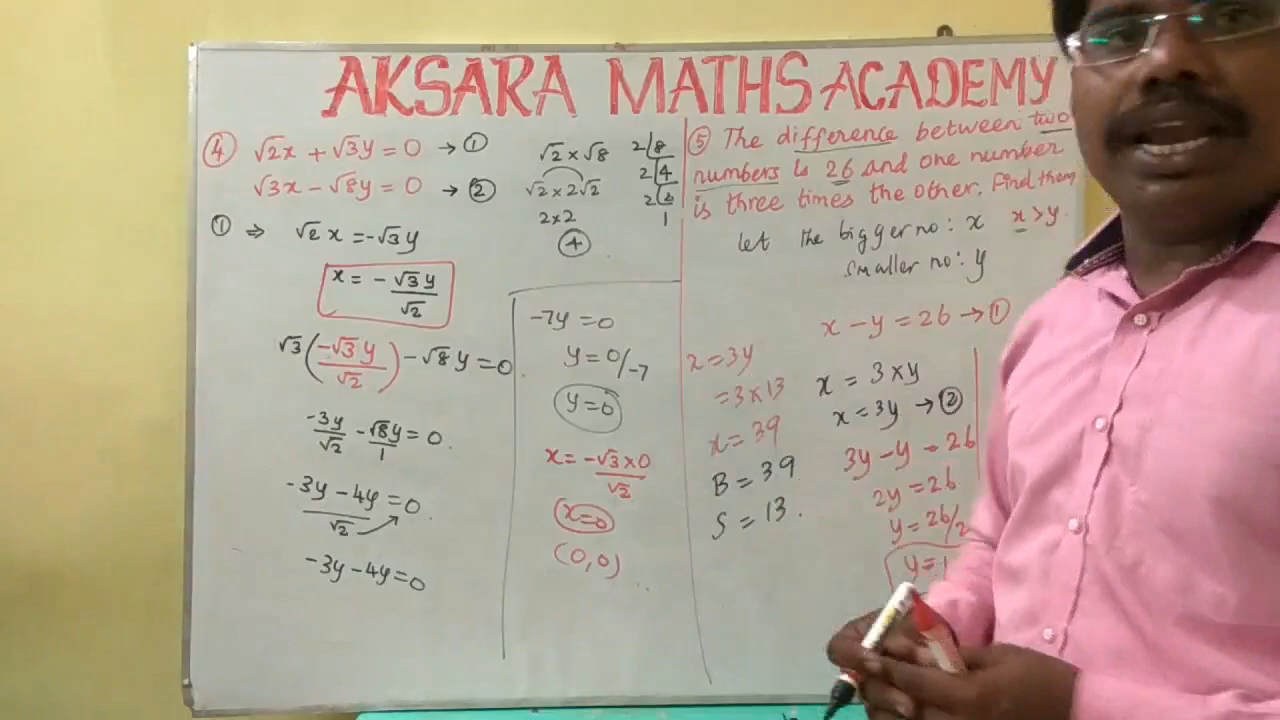 AKSARA MATHS ACADEMY
④ √2x + √3y = 0 → ①
√3x − √8y = 0 → ②
① ⇒ √2 x = −√3y
x = − √3 y / √2
√3 ( −√3 y / √2 ) − √8 y = 0
−3y / √2 − √8y / 1 = 0.
−3y − 4y / √2 = 0.
−3y − 4y = 0
√2 × √8
√2 × 2√2
2 × 2
④
2 | 8
2 | 4
2 | 2
1
−7y = 0
y = 0/−7
y = 0
x = −√3 × 0 / √2
x = 0
(0,0)
⑤ The difference between two
numbers is 26 and one number
is three times the other. Find them
let the bigger no: x x > y.
smaller no: y
x − y = 26 → ①
x = 3 × y
x = 3y → ②
3y − y = 26
2y = 26
y = 26/2
y = 1
x = 3y
= 3 × 13
x = 39
B = 39
S = 13.